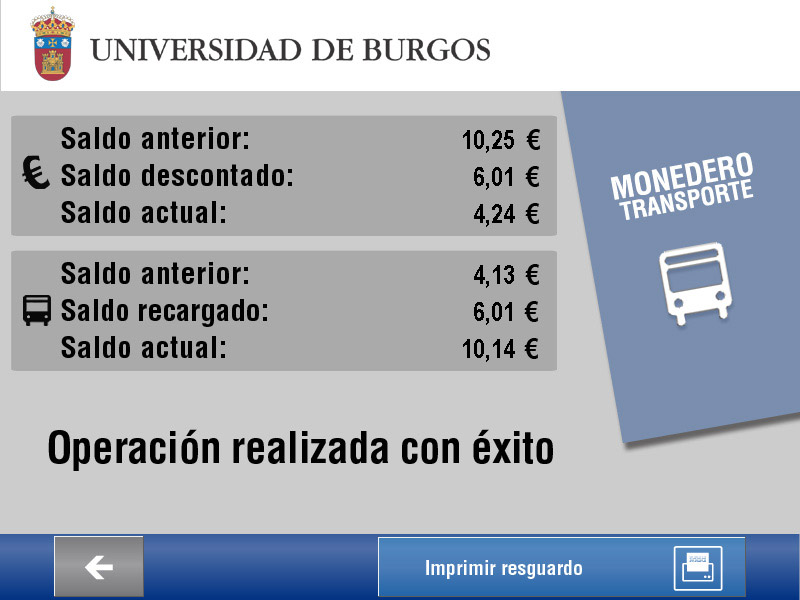 UNIVERSIDAD DE BURGOS
Saldo anterior: 10,25 €
€ Saldo descontado: 6,01 €
Saldo actual: 4,24 €
Saldo anterior: 4,13 €
Saldo recargado: 6,01 €
Saldo actual: 10,14 €
MONEDERO
TRANSPORTE
Operación realizada con éxito
Imprimir resguardo